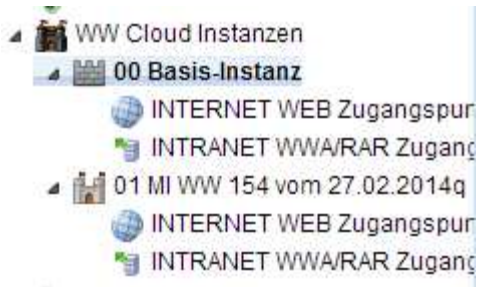 WW Cloud Instanzen
00 Basis-Instanz
INTERNET WEB Zugangspur
INTRANET WWA/RAR Zugang
01 MI WW 154 vom 27.02.2014q
INTERNET WEB Zugangspur
INTRANET WWA/RAR Zugang